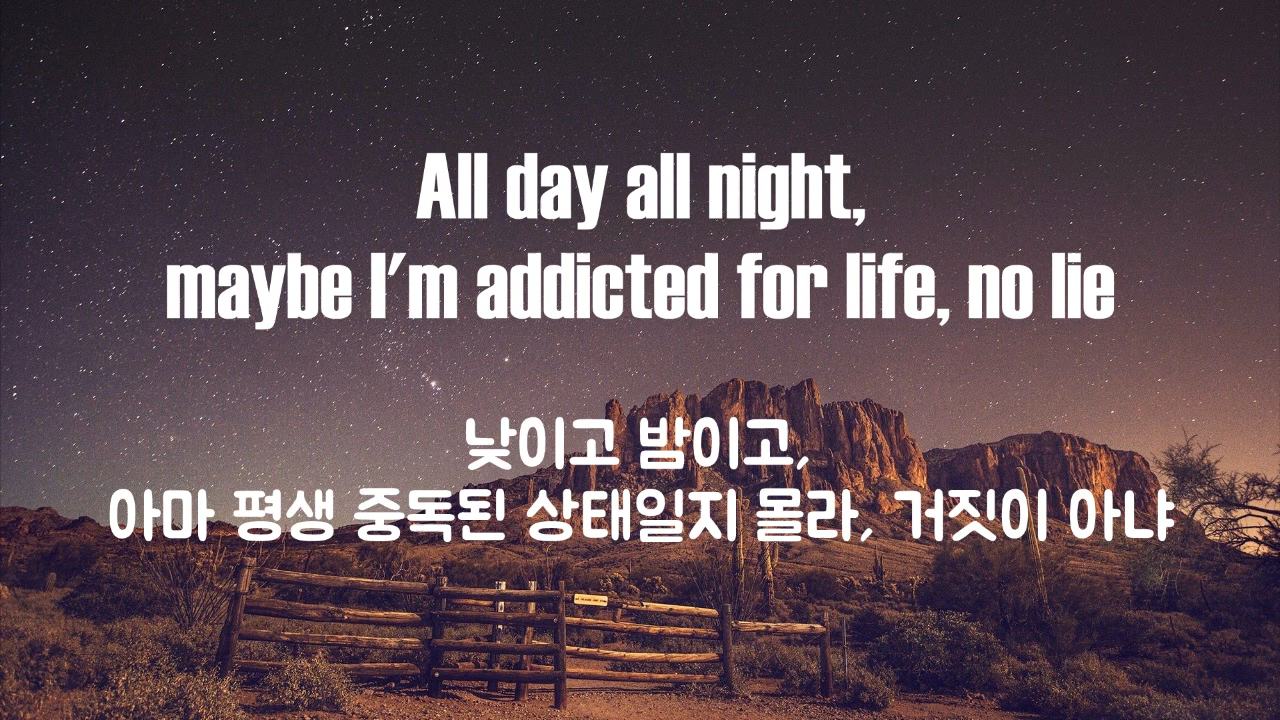 All day all night,
maybe I'm addicted for life, no lie
낮이고 밤이고,
아마 평생 중독된 상태일지 몰라, 거짓이 아냐